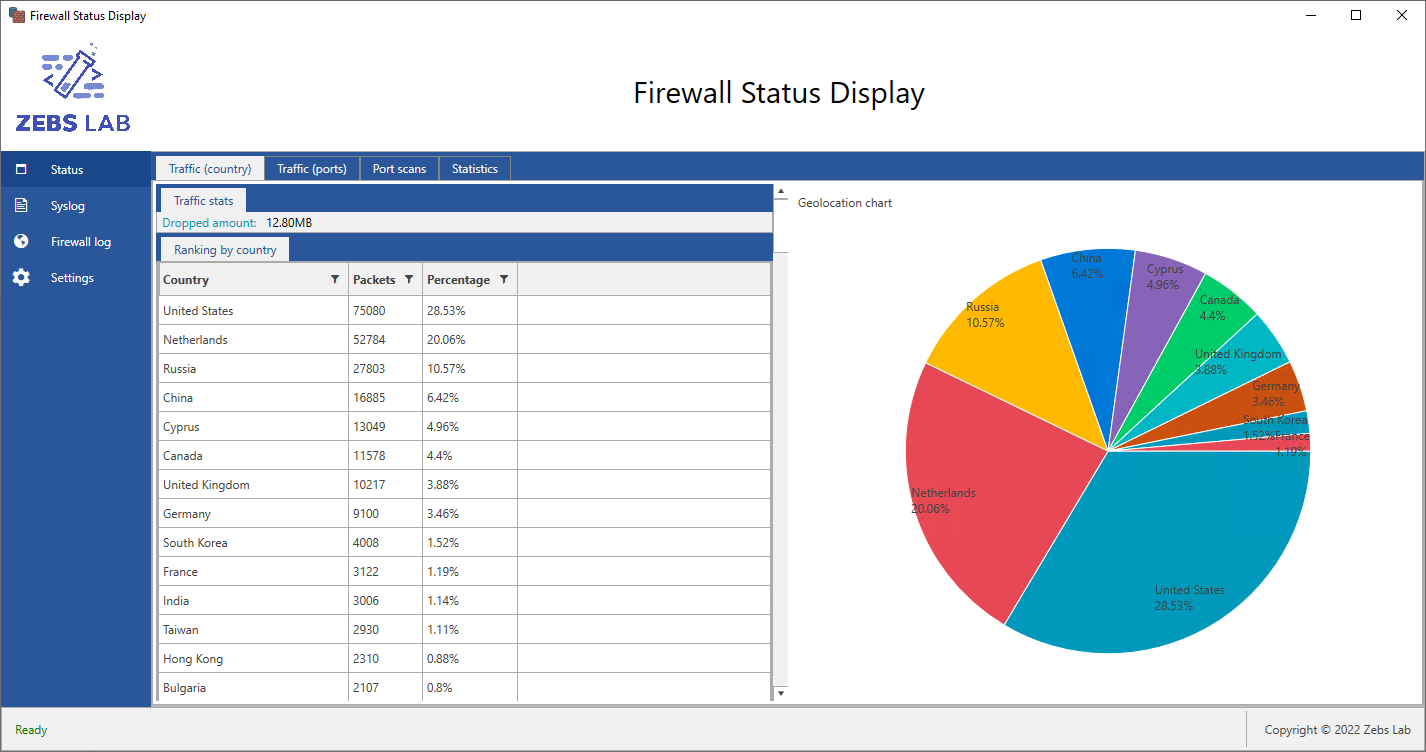 Firewall Status Display
ZEBS LAB
Firewall Status Display
Status
Syslog
Firewall log
Settings
Traffic (country) Traffic (ports) Port scans Statistics
Traffic stats
Dropped amount: 12.80MB
Ranking by country
Country Packets Percentage
United States 75080 28.53%
Netherlands 52784 20.06%
Russia 27803 10.57%
China 16885 6.42%
Cyprus 13049 4.96%
Canada 11578 4.4%
United Kingdom 10217 3.88%
Germany 9100 3.46%
South Korea 4008 1.52%
France 3122 1.19%
India 3006 1.14%
Taiwan 2930 1.11%
Hong Kong 2310 0.88%
Bulgaria 2107 0.8%
Geolocation chart
China
6.42%
Cyprus
4.96%
Canada
4.4%
Russia
10.57%
United Kingdom
3.88%
Germany
3.46%
South Korea
1.52%
France
1.19%
Netherlands
20.06%
United States
28.53%
Ready
Copyright © 2022 Zebs Lab